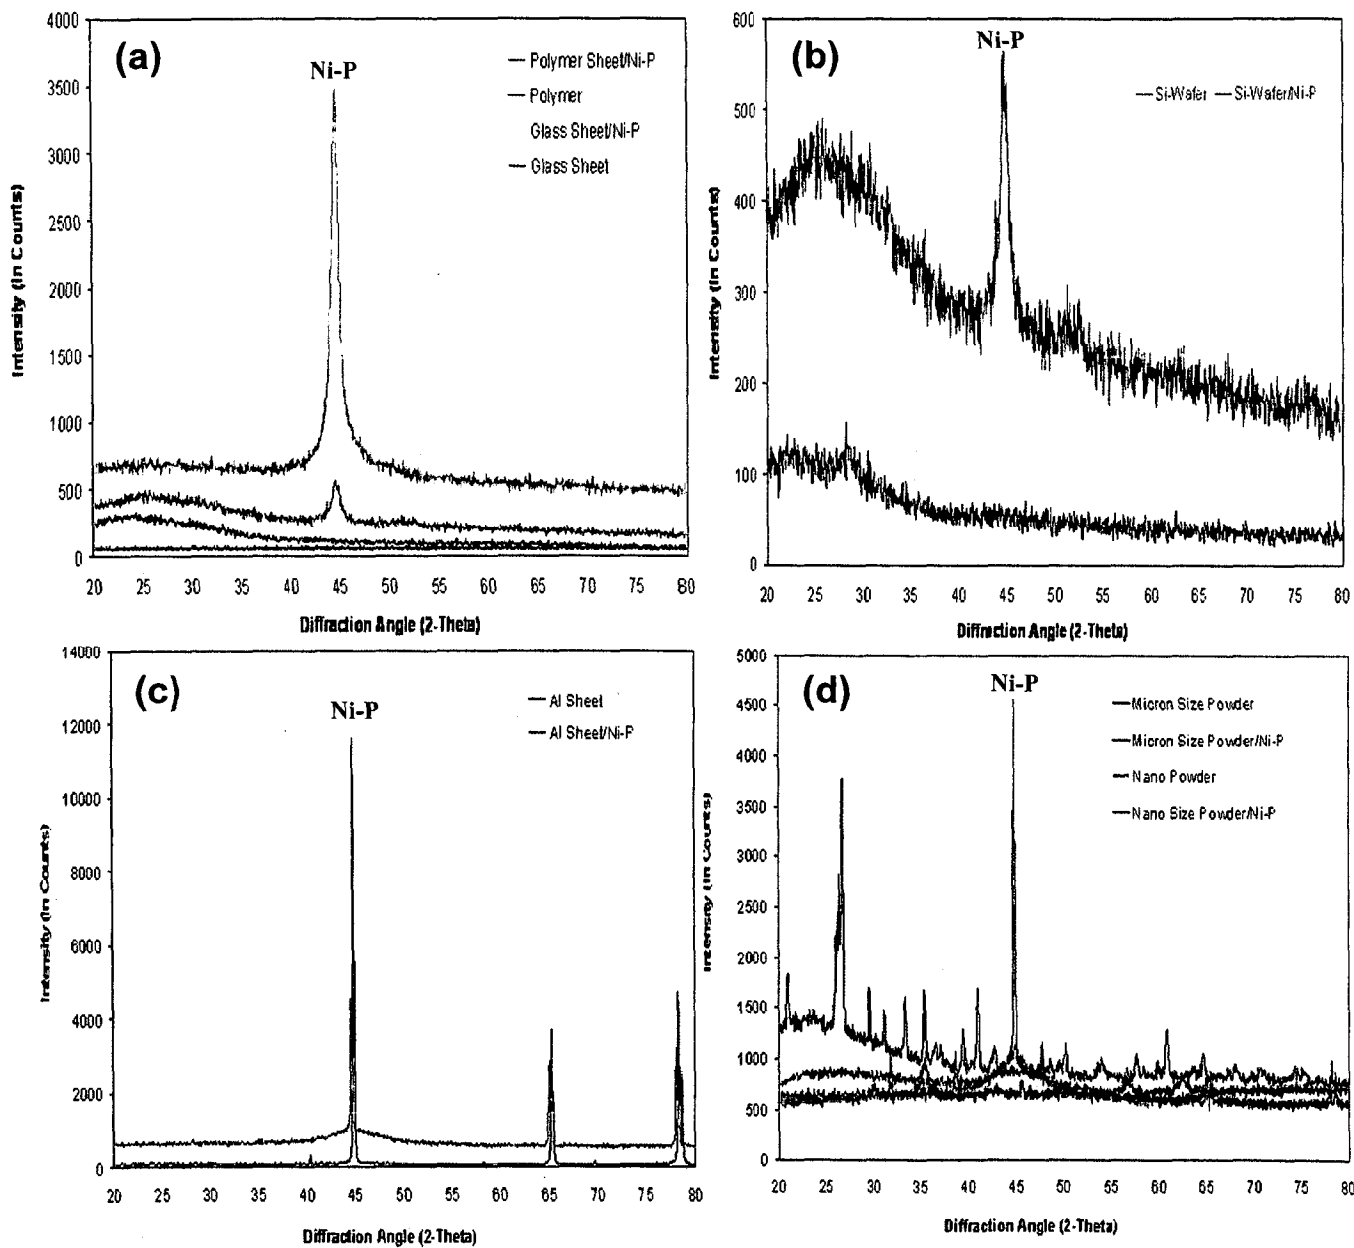 (a)
Ni-P
Polymer Sheet/Ni-P
Polymer
Glass Sheet/Ni-P
Glass Sheet
4000
3500
3000
2500
2000
1500
1000
500
0
Intensity (In Counts)
20 25 30 35 40 45 50 55 60 65 70 75 80
Diffraction Angle (2-Theta)
(b)
Ni-P
Si-Wafer Si-Wafer/Ni-P
600
500
400
300
200
100
0
Intensity (In Counts)
20 25 30 35 40 45 50 55 60 65 70 75 80
Diffraction Angle (2-Theta)
(c)
Ni-P
Al Sheet
Al Sheet/Ni-P
14000
12000
10000
8000
6000
4000
2000
0
Intensity (In Counts)
20 25 30 35 40 45 50 55 60 65 70 75 80
Diffraction Angle (2-Theta)
(d)
Ni-P
Micron Size Powder
Micron Size Powder/Ni-P
Nano Powder
Nano Size Powder/Ni-P
5000
4500
4000
3500
3000
2500
2000
1500
1000
500
0
Intensity (In Counts)
20 25 30 35 40 45 50 55 60 65 70 75 80
Diffraction Angle (2-Theta)